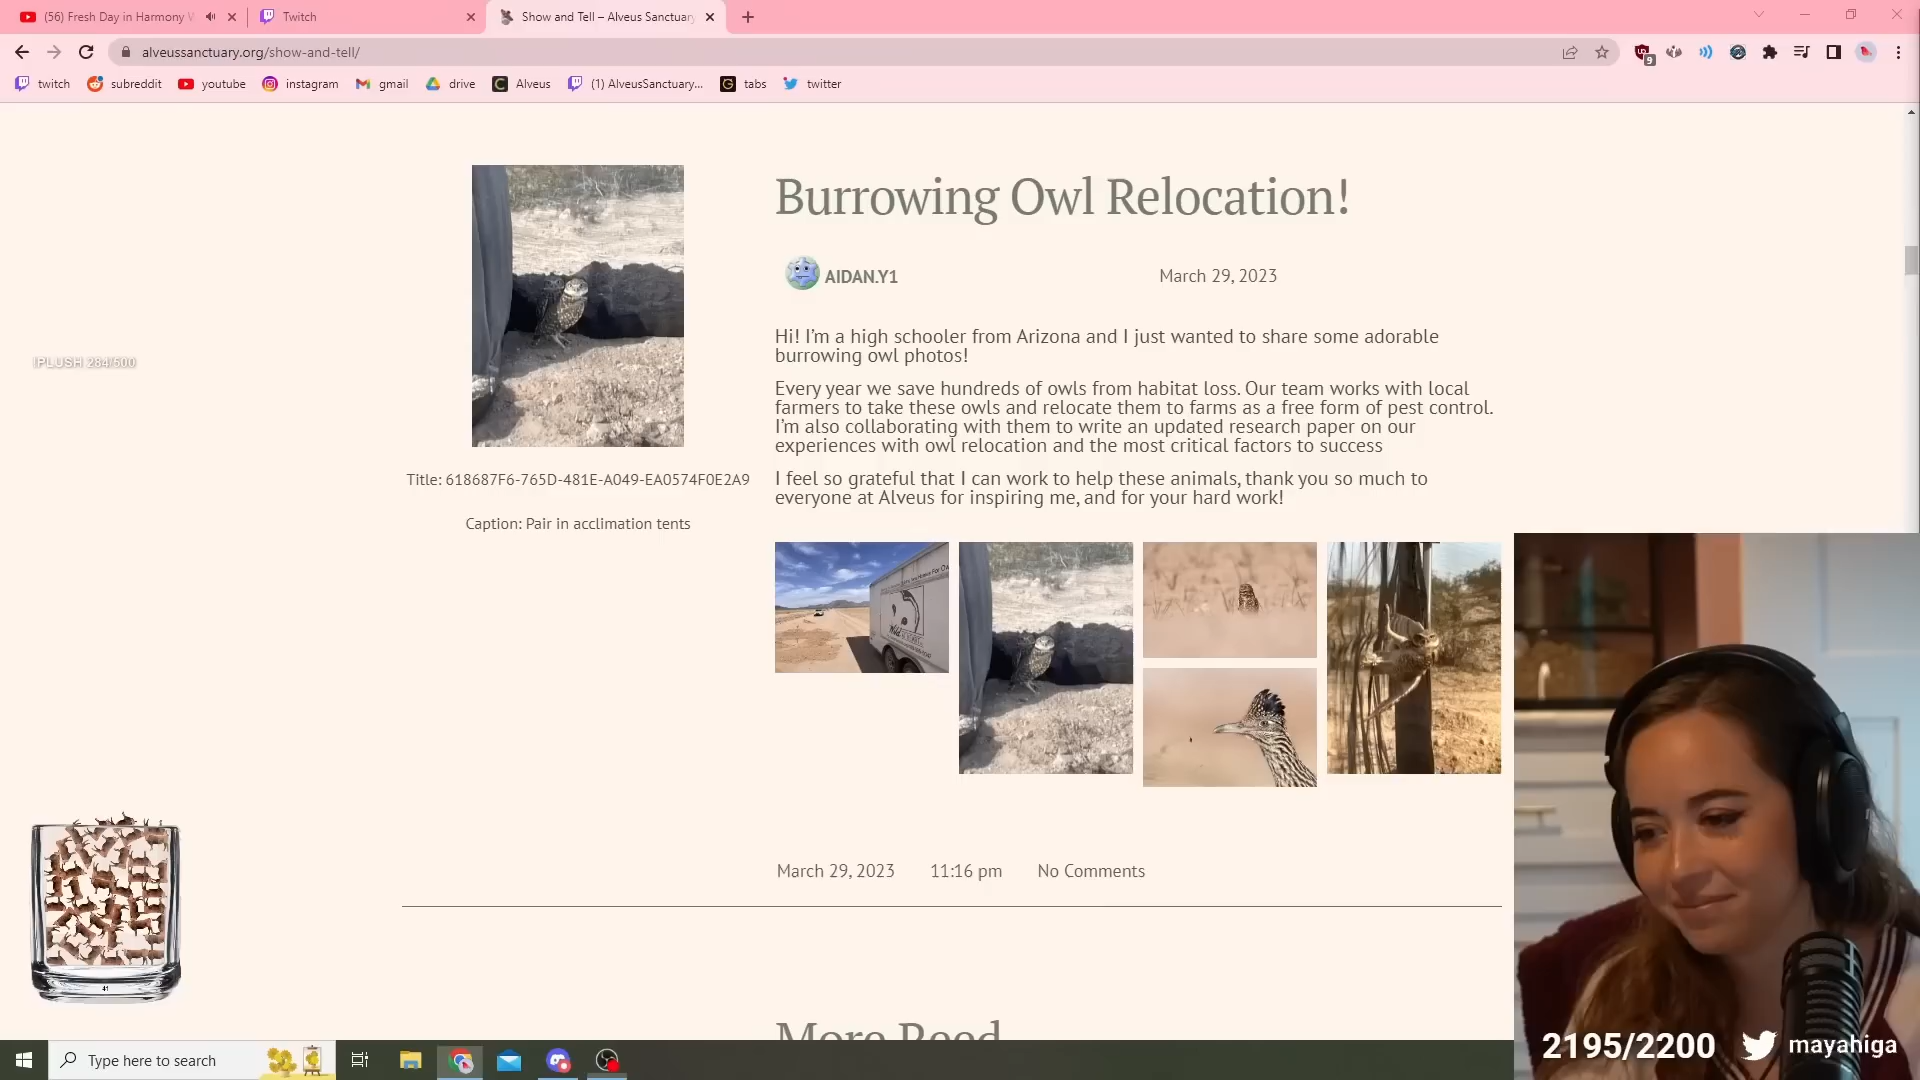 (56) Fresh Day in Harmony
Twitch
Show and Tell – Alveus Sanctuary
alveussanctuary.org/show-and-tell/
9
twitch
subreddit
youtube
instagram
gmail
drive
Alveus
(1) AlveusSanctuary...
tabs
twitter
Burrowing Owl Relocation!
AIDAN.Y1
March 29, 2023
Hi! I’m a high schooler from Arizona and I just wanted to share some adorable
burrowing owl photos!
!PLUSH 284/500
Every year we save hundreds of owls from habitat loss. Our team works with local
farmers to take these owls and relocate them to farms as a free form of pest control.
I’m also collaborating with them to write an updated research paper on our
experiences with owl relocation and the most critical factors to success
Title: 618687F6-765D-481E-A049-EA0574F0E2A9
I feel so grateful that I can work to help these animals, thank you so much to
everyone at Alveus for inspiring me, and for your hard work!
Caption: Pair in acclimation tents
Wild
March 29, 2023
11:16 pm
No Comments
41
More Reed
Type here to search
2195/2200
mayahiga